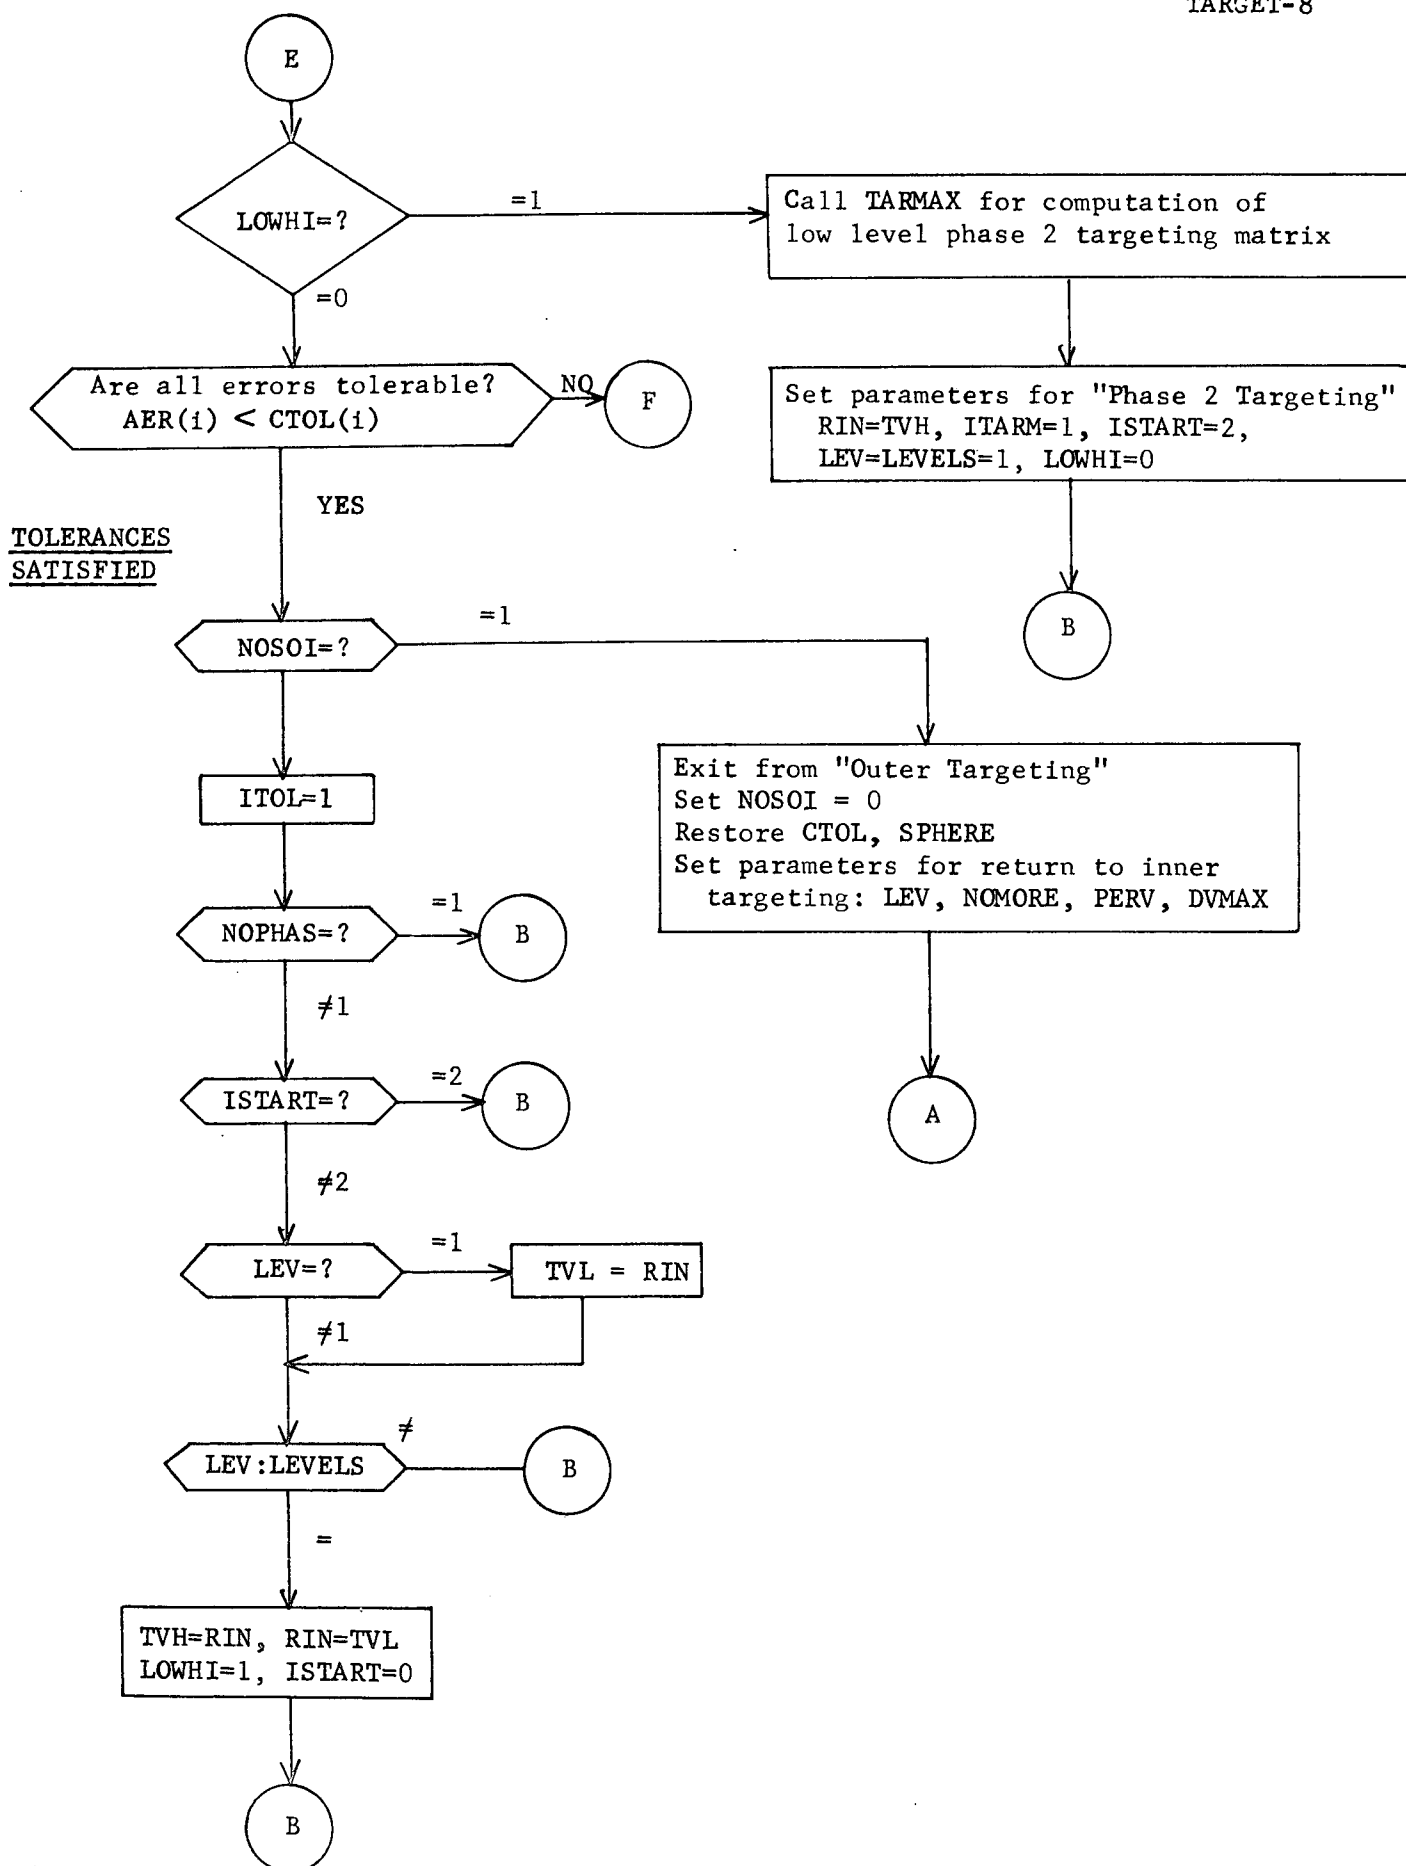 TARGET-8
E
LOWHI=?
=1
Call TARMAX for computation of
low level phase 2 targeting matrix
=0
Are all errors tolerable?
AER(i) < CTOL(i)
NO
F
Set parameters for "Phase 2 Targeting"
RIN=TVH, ITARM=1, ISTART=2,
LEV=LEVELS=1, LOWHI=0
YES
TOLERANCES
SATISFIED
B
NOSOI=?
=1
Exit from "Outer Targeting"
Set NOSOI = 0
Restore CTOL, SPHERE
Set parameters for return to inner
targeting: LEV, NOMORE, PERV, DVMAX
ITOL=1
NOPHAS=?
=1
B
≠1
ISTART=?
=2
B
A
≠2
LEV=?
=1
TVL = RIN
≠1
LEV:LEVELS
≠
B
=
TVH=RIN, RIN=TVL
LOWHI=1, ISTART=0
B